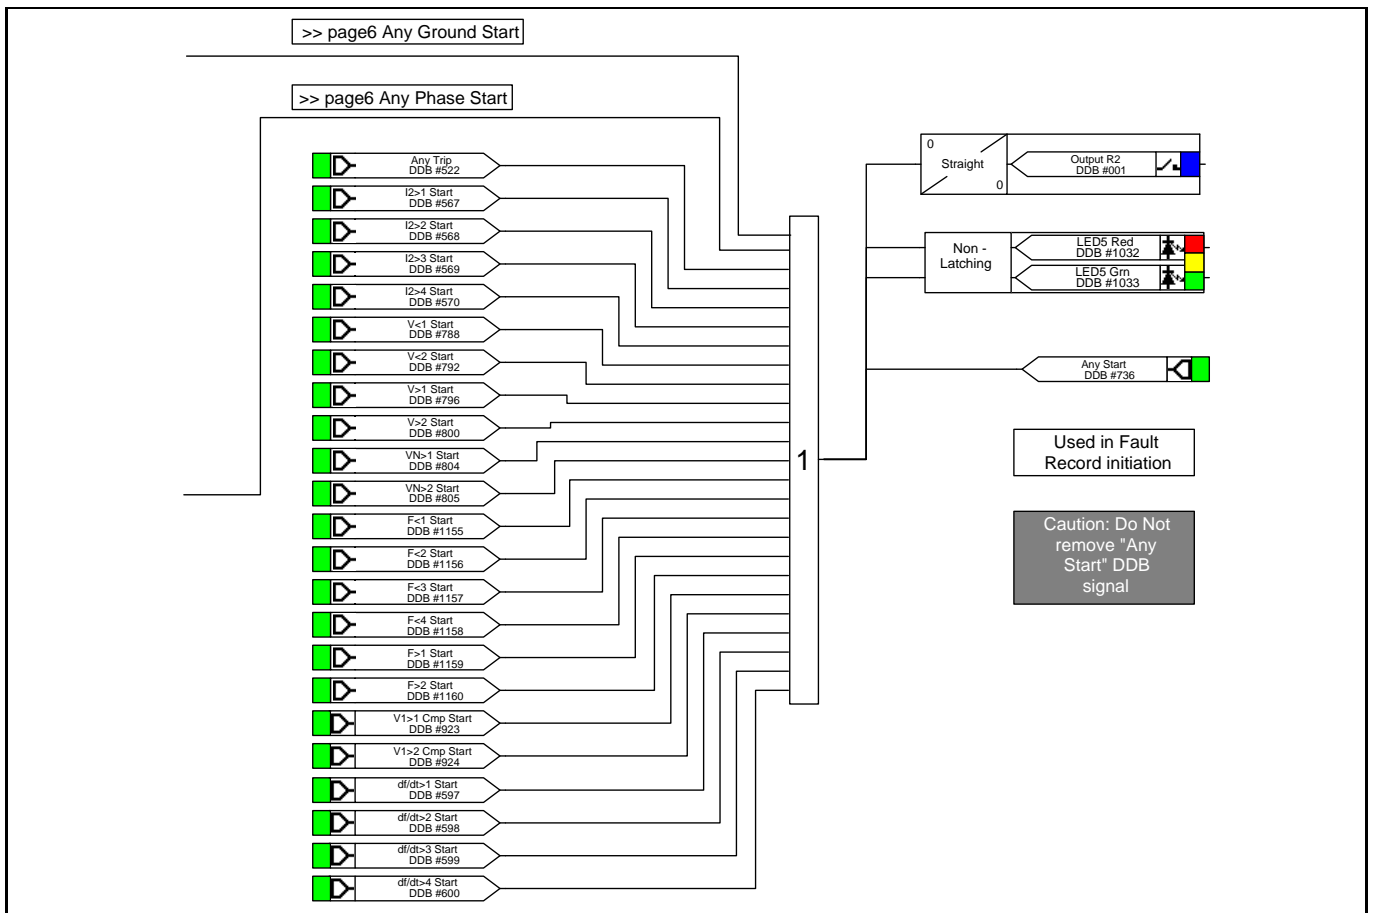 >> page6 Any Ground Start
>> page6 Any Phase Start
Any Trip
DDB #522
I2>1 Start
DDB #567
I2>2 Start
DDB #568
I2>3 Start
DDB #569
I2>4 Start
DDB #570
V<1 Start
DDB #788
V<2 Start
DDB #792
V>1 Start
DDB #796
V>2 Start
DDB #800
VN>1 Start
DDB #804
VN>2 Start
DDB #805
F<1 Start
DDB #1155
F<2 Start
DDB #1156
F<3 Start
DDB #1157
F<4 Start
DDB #1158
F>1 Start
DDB #1159
F>2 Start
DDB #1160
V1>1 Cmp Start
DDB #923
V1>2 Cmp Start
DDB #924
df/dt>1 Start
DDB #597
df/dt>2 Start
DDB #598
df/dt>3 Start
DDB #599
df/dt>4 Start
DDB #600
1
0
Straight
0
Output R2
DDB #001
Non -
Latching
LED5 Red
DDB #1032
LED5 Grn
DDB #1033
Any Start
DDB #736
Used in Fault
Record initiation
Caution: Do Not
remove "Any
Start" DDB
signal